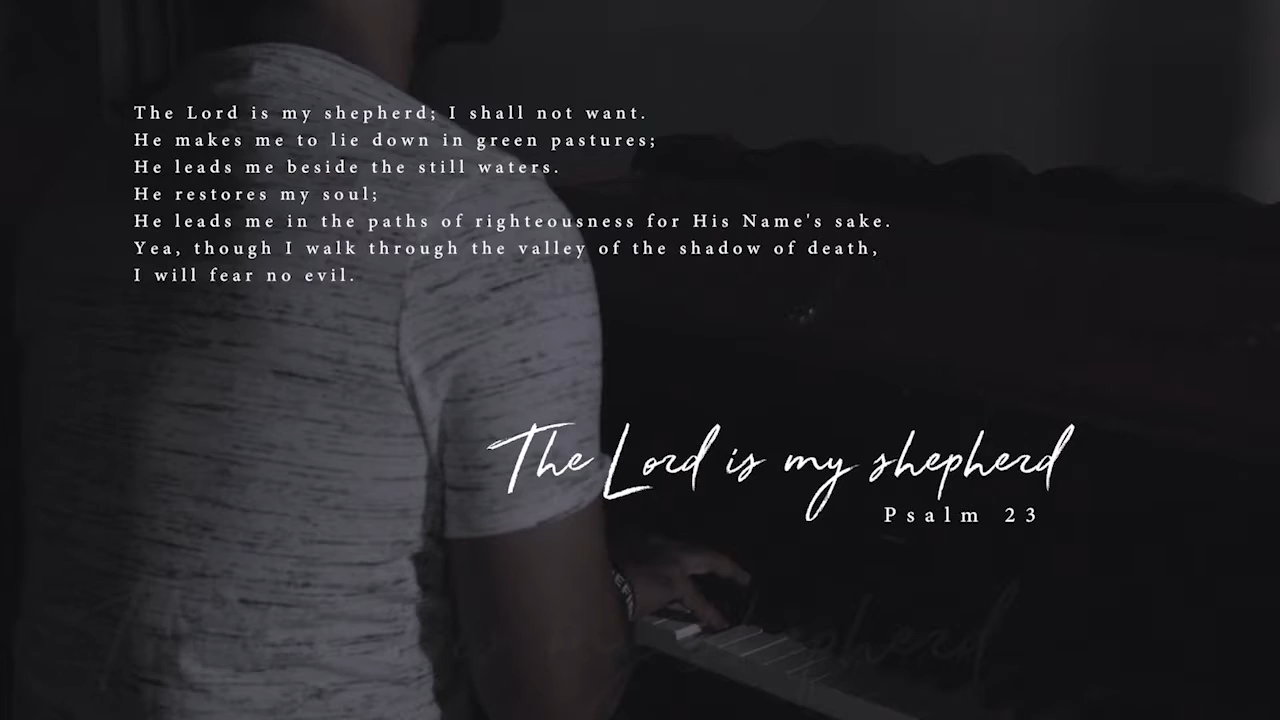 The Lord is my shepherd; I shall not want.
He makes me to lie down in green pastures;
He leads me beside the still waters.
He restores my soul;
He leads me in the paths of righteousness for His Name's sake.
Yea, though I walk through the valley of the shadow of death,
I will fear no evil.
The Lord is my shepherd
Psalm 23